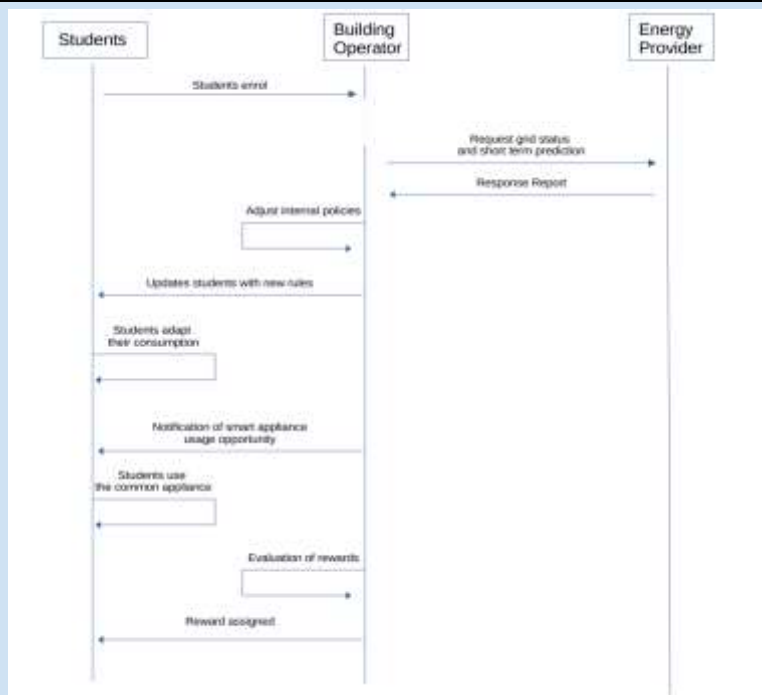 Students
Building
Operator
Energy
Provider
Students enrol
Request grid status
and short term prediction
Response Report
Adjust internal policies
Updates students with new rules
Students adapt
their consumption
Notification of smart appliance
usage opportunity
Students use
the common appliance
Evaluation of rewards
Reward assigned